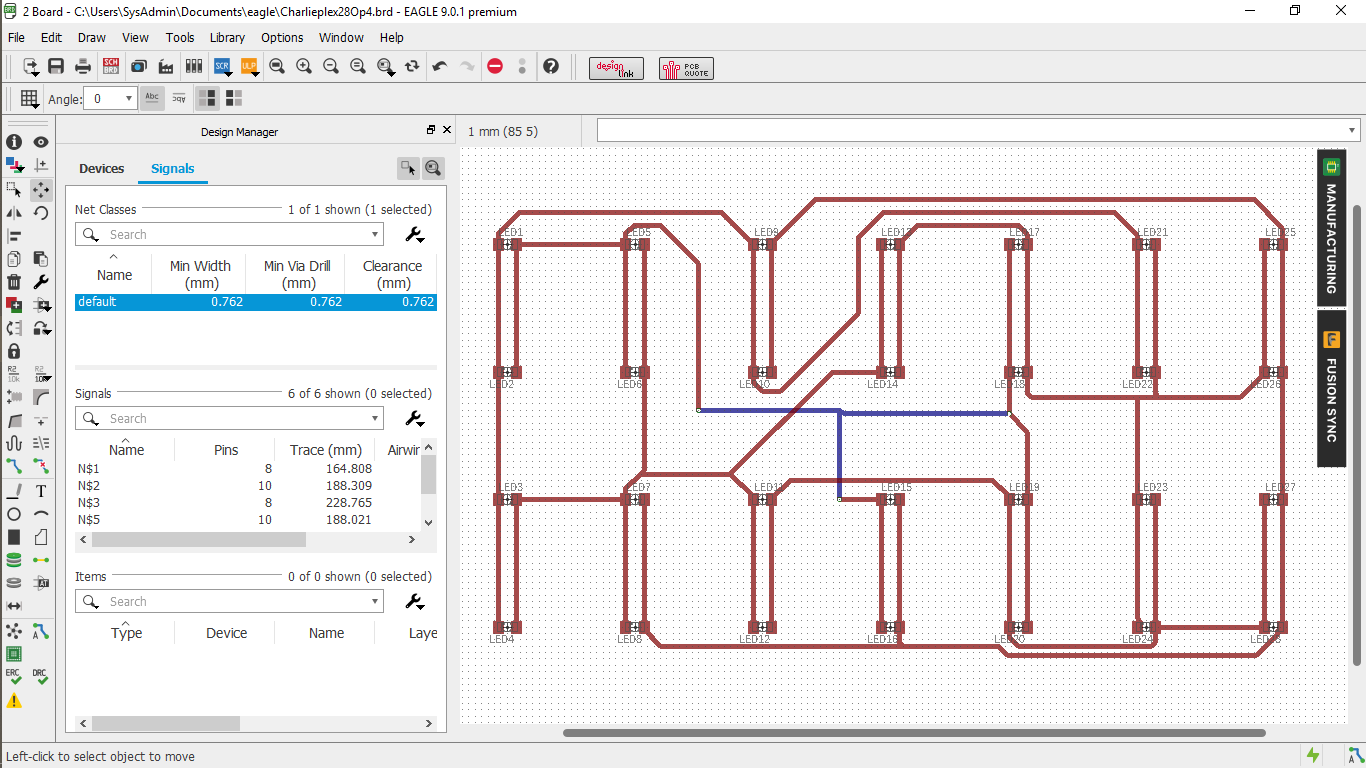 2 Board - C:\Users\SysAdmin\Documents\eagle\Charlieplex28Op4.brd - EAGLE 9.0.1 premium
File Edit Draw View Tools Library Options Window Help
SCH BRD SCR ULP design link PCB QUOTE
Angle: 0 Abc Abc
Design Manager
1 mm (85 5)
Devices Signals
Net Classes 1 of 1 shown (1 selected)
Search
Name Min Width (mm) Min Via Drill (mm) Clearance (mm)
default 0.762 0.762 0.762
Signals 6 of 6 shown (0 selected)
Search
Name Pins Trace (mm) Airwir
N$1 8 164.808
N$2 10 188.309
N$3 8 228.765
N$5 10 188.021
Items 0 of 0 shown (0 selected)
Search
Type Device Name Laye
R2 10k R2 10k
T
AT
ERC DRC
LED1 LED5 LED9 LED13 LED17 LED21 LED25
LED2 LED6 LED10 LED14 LED18 LED22 LED26
LED3 LED7 LED11 LED15 LED19 LED23 LED27
LED4 LED8 LED12 LED16 LED20 LED24
MANUFACTURING
F FUSION SYNC
Left-click to select object to move